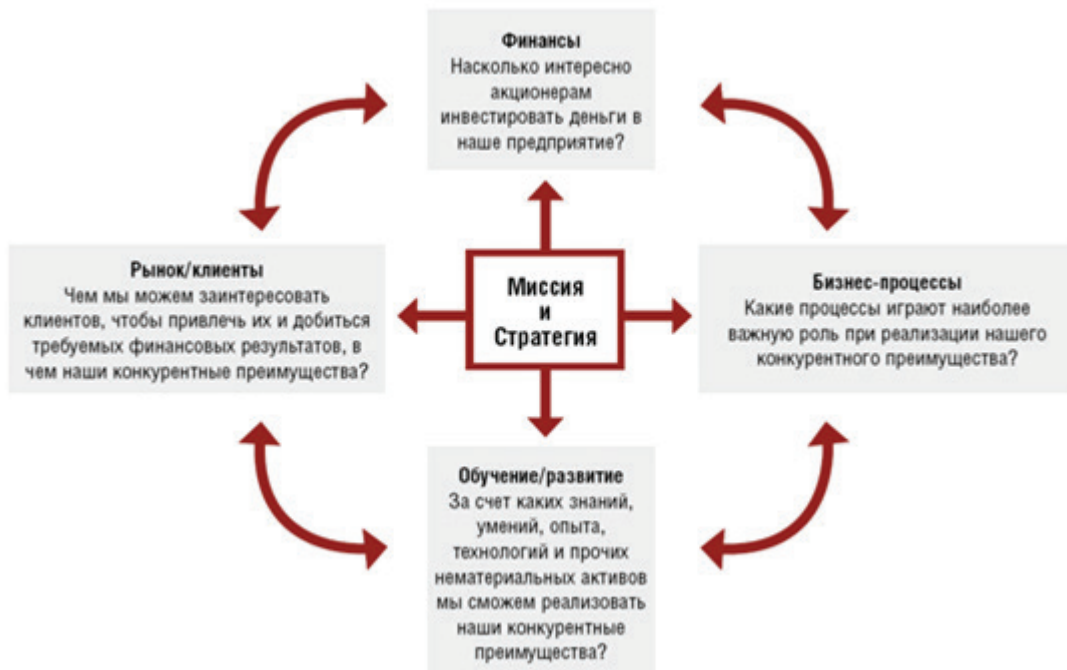 Финансы
Насколько интересно
акционерам
инвестировать деньги в
наше предприятие?
Рынок/клиенты
Чем мы можем заинтересовать
клиентов, чтобы привлечь их и добиться
требуемых финансовых результатов, в
чем наши конкурентные преимущества?
Миссия
и
Стратегия
Бизнес-процессы
Какие процессы играют наиболее
важную роль при реализации нашего
конкурентного преимущества?
Обучение/развитие
За счет каких знаний,
умений, опыта,
технологий и прочих
нематериальных активов
мы сможем реализовать
наши конкурентные
преимущества?